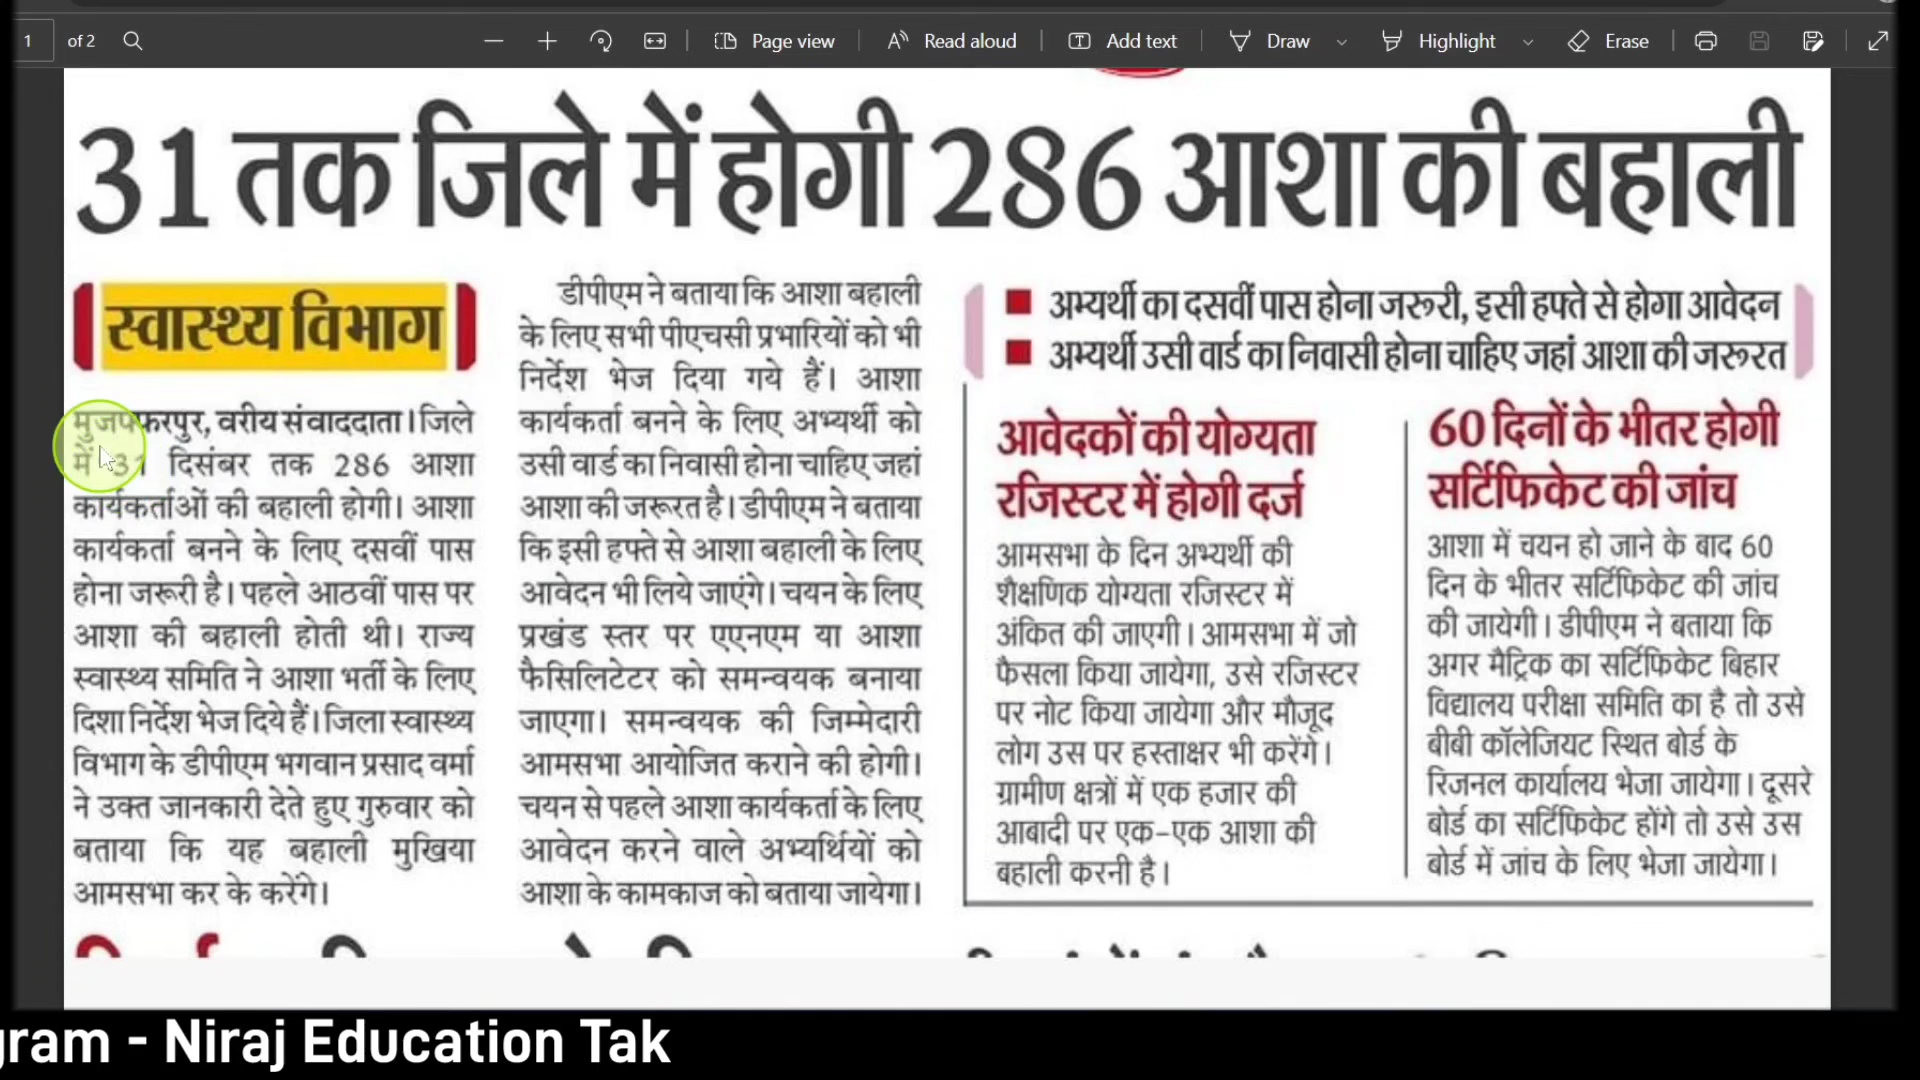 1 of 2 Page view Read aloud Add text Draw Highlight Erase
31 तक जिले में होगी 286 आशा की बहाली
स्वास्थ्य विभाग
मुजफ्फरपुर, वरीय संवाददाता। जिले
में 31 दिसंबर तक 286 आशा
कार्यकर्ताओं की बहाली होगी। आशा
कार्यकर्ता बनने के लिए दसवीं पास
होना जरूरी है। पहले आठवीं पास पर
आशा की बहाली होती थी। राज्य
स्वास्थ्य समिति ने आशा भर्ती के लिए
दिशा निर्देश भेज दिये हैं। जिला स्वास्थ्य
विभाग के डीपीएम भगवान प्रसाद वर्मा
ने उक्त जानकारी देते हुए गुरुवार को
बताया कि यह बहाली मुखिया
आमसभा कर के करेंगे।
डीपीएम ने बताया कि आशा बहाली
के लिए सभी पीएचसी प्रभारियों को भी
निर्देश भेज दिया गये हैं। आशा
कार्यकर्ता बनने के लिए अभ्यर्थी को
उसी वार्ड का निवासी होना चाहिए जहां
आशा की जरूरत है। डीपीएम ने बताया
कि इसी हफ्ते से आशा बहाली के लिए
आवेदन भी लिये जाएंगे। चयन के लिए
प्रखंड स्तर पर एएनएम या आशा
फैसिलिटेटर को समन्वयक बनाया
जाएगा। समन्वयक की जिम्मेदारी
आमसभा आयोजित कराने की होगी।
चयन से पहले आशा कार्यकर्ता के लिए
आवेदन करने वाले अभ्यर्थियों को
आशा के कामकाज को बताया जायेगा।
अभ्यर्थी का दसवीं पास होना जरूरी, इसी हफ्ते से होगा आवेदन
अभ्यर्थी उसी वार्ड का निवासी होना चाहिए जहां आशा की जरूरत
आवेदकों की योग्यता
रजिस्टर में होगी दर्ज
आमसभा के दिन अभ्यर्थी की
शैक्षणिक योग्यता रजिस्टर में
अंकित की जाएगी। आमसभा में जो
फैसला किया जायेगा, उसे रजिस्टर
पर नोट किया जायेगा और मौजूद
लोग उस पर हस्ताक्षर भी करेंगे।
ग्रामीण क्षत्रों में एक हजार की
आबादी पर एक-एक आशा की
बहाली करनी है।
60 दिनों के भीतर होगी
सर्टिफिकेट की जांच
आशा में चयन हो जाने के बाद 60
दिन के भीतर सर्टिफिकेट की जांच
की जायेगी। डीपीएम ने बताया कि
अगर मैट्रिक का सर्टिफिकेट बिहार
विद्यालय परीक्षा समिति का है तो उसे
बीबी कॉलेजियट स्थित बोर्ड के
रिजनल कार्यालय भेजा जायेगा। दूसरे
बोर्ड का सर्टिफिकेट होंगे तो उसे उस
बोर्ड में जांच के लिए भेजा जायेगा।
gram - Niraj Education Tak